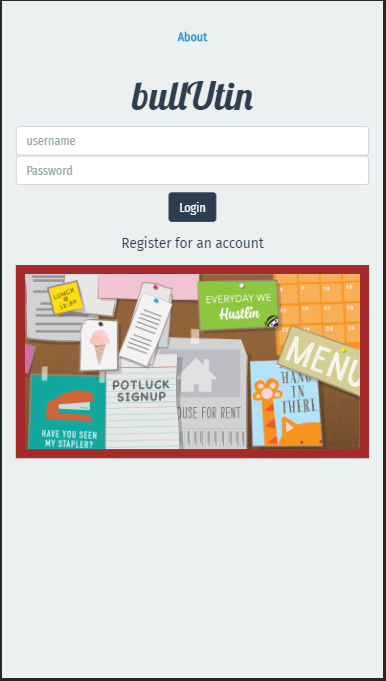 About
bullUtin
username
Password
Login
Register for an account
LUNCH
@
12:30
EVERYDAY WE
Hustlin
MENU
POTLUCK
SIGNUP
OUSE FOR RENT
HANG
IN
THERE
HAVE YOU SEEN
MY STAPLER?